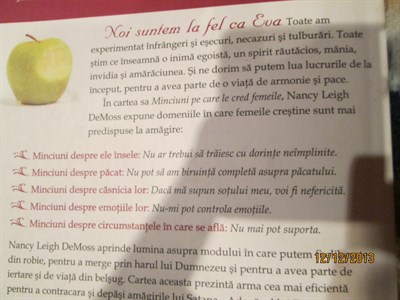 Noi suntem la fel ca Eva Toate am
experimentat înfrângeri și eșecuri, necazuri și tulburări. Toate
știm ce înseamnă o inimă egoistă, un spirit răutăcios, mânia,
invidia și amărăciunea. Și ne dorim să putem lua lucrurile de la
început, pentru a avea parte de o viață de armonie și pace.
În cartea sa Minciuni pe care le cred femeile, Nancy Leigh
DeMoss expune domeniile în care femeile creștine sunt mai
predispuse la amăgire:
Minciuni despre ele însele: Nu ar trebui să trăiesc cu dorințe neîmplinite.
Minciuni despre păcat: Nu pot să am biruință completă asupra păcatului.
Minciuni despre căsnicia lor: Dacă mă supun soțului meu, voi fi nefericită.
Minciuni despre emoțiile lor: Nu-mi pot controla emoțiile.
Minciuni despre circumstanțele în care se află: Nu mai pot suporta.
Nancy Leigh DeMoss aprinde lumina asupra modului în care putem fi
din robie, pentru a merge prin harul lui Dumnezeu și pentru a avea parte de
iertare și de viață din belșug. Cartea aceasta prezintă arma cea mai eficientă
pentru a contracara și depăși amăgirile lui Satana
12/12/2013